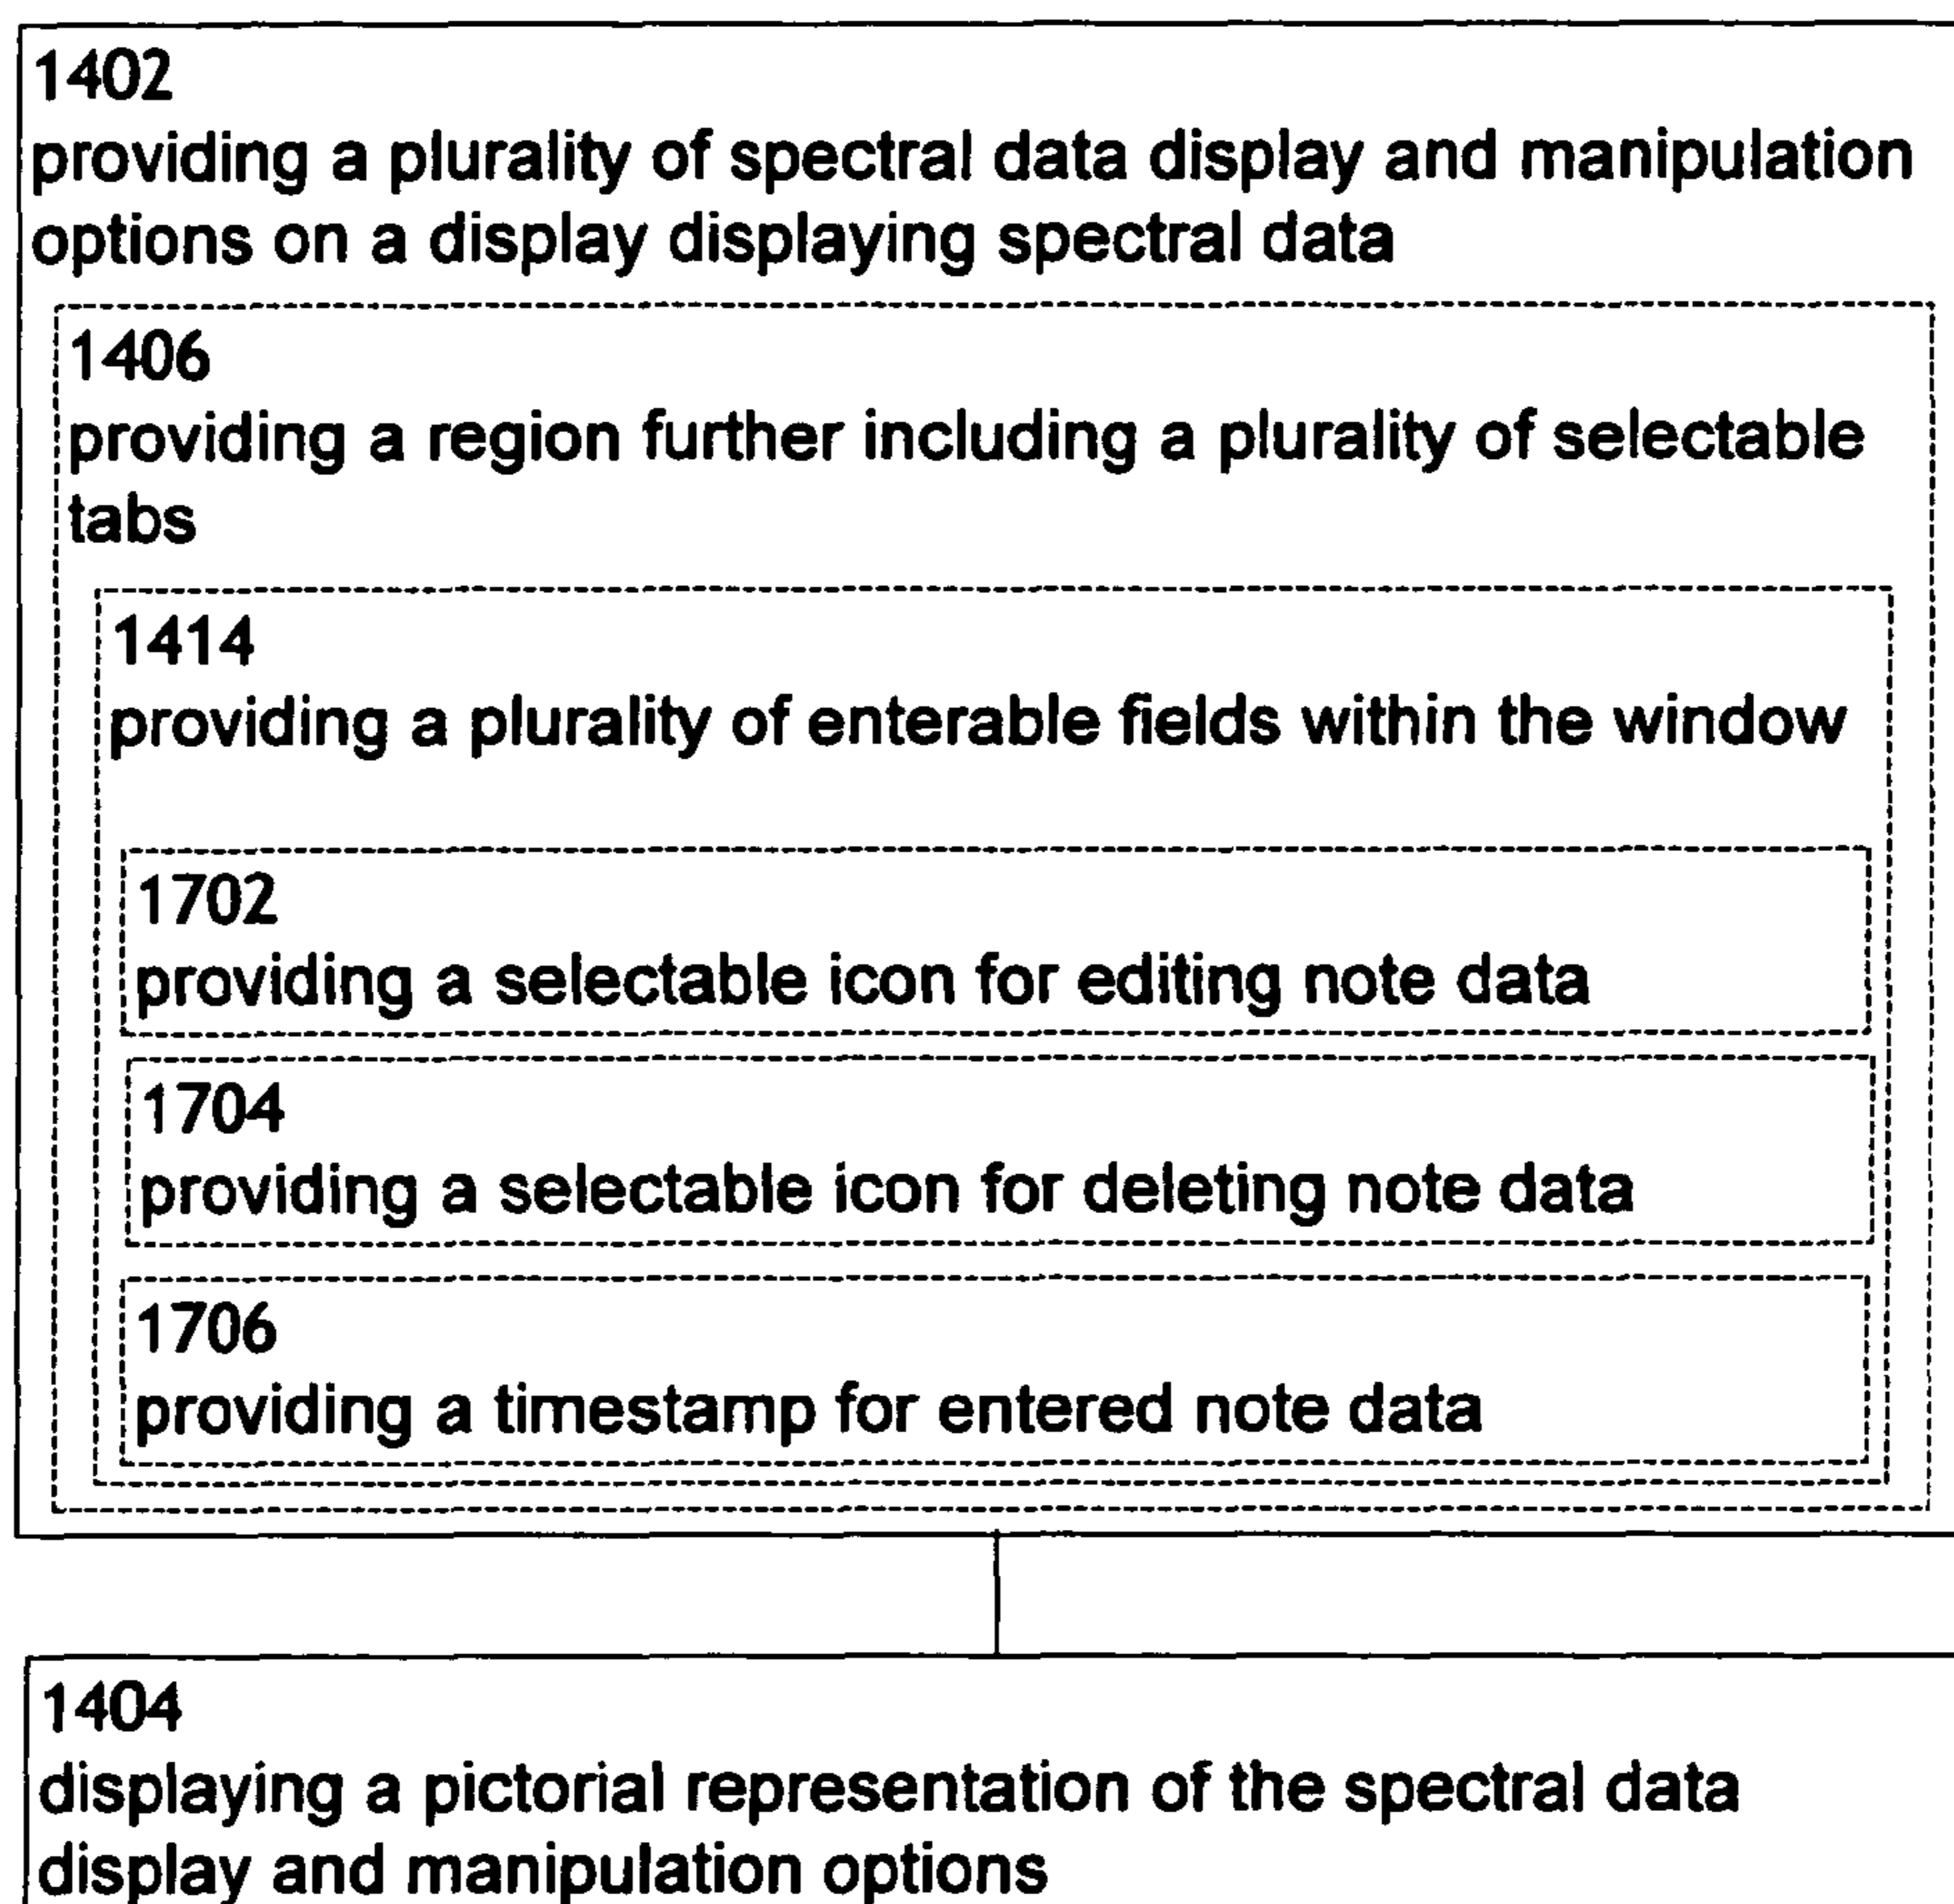 1402
providing a plurality of spectral data display and manipulation
options on a display displaying spectral data
1406
providing a region further including a plurality of selectable
tabs
1414
providing a plurality of enterable fields within the window
1702
providing a selectable icon for editing note data
1704
providing a selectable icon for deleting note data
1706
providing a timestamp for entered note data
1404
displaying a pictorial representation of the spectral data
display and manipulation options